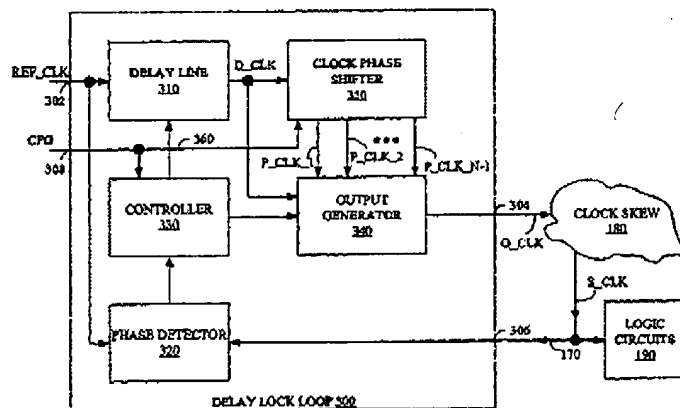 REF_CLK
302
DELAY LINE
310
D_CLK
CLOCK PHASE
SHIFTER
350
CPG
308
360
P_CLK_1
P_CLK_2
***
P_CLK_N-1
CONTROLLER
330
OUTPUT
GENERATOR
340
304
O_CLK
CLOCK SKEW
180
S_CLK
PHASE DETECTOR
320
306
170
LOGIC
CIRCUITS
190
DELAY LOCK LOOP 300